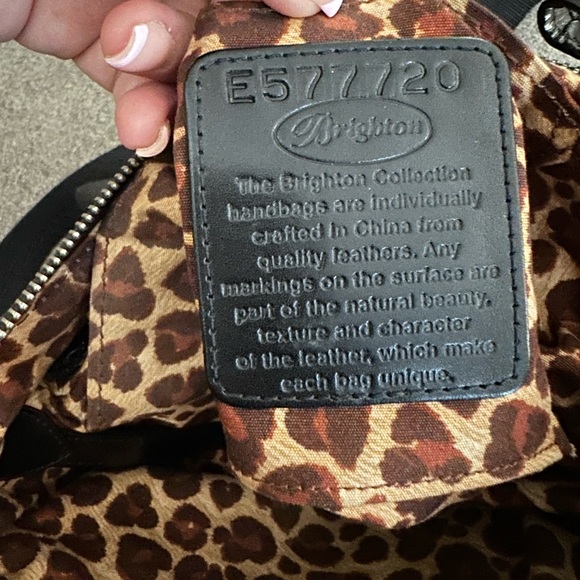 E577720
Brighton
The Brighton Collection
handbags are individually
crafted in China from
quality leathers. Any
markings on the surface are
part of the natural beauty,
texture and character
of the leather, which make
each bag unique.